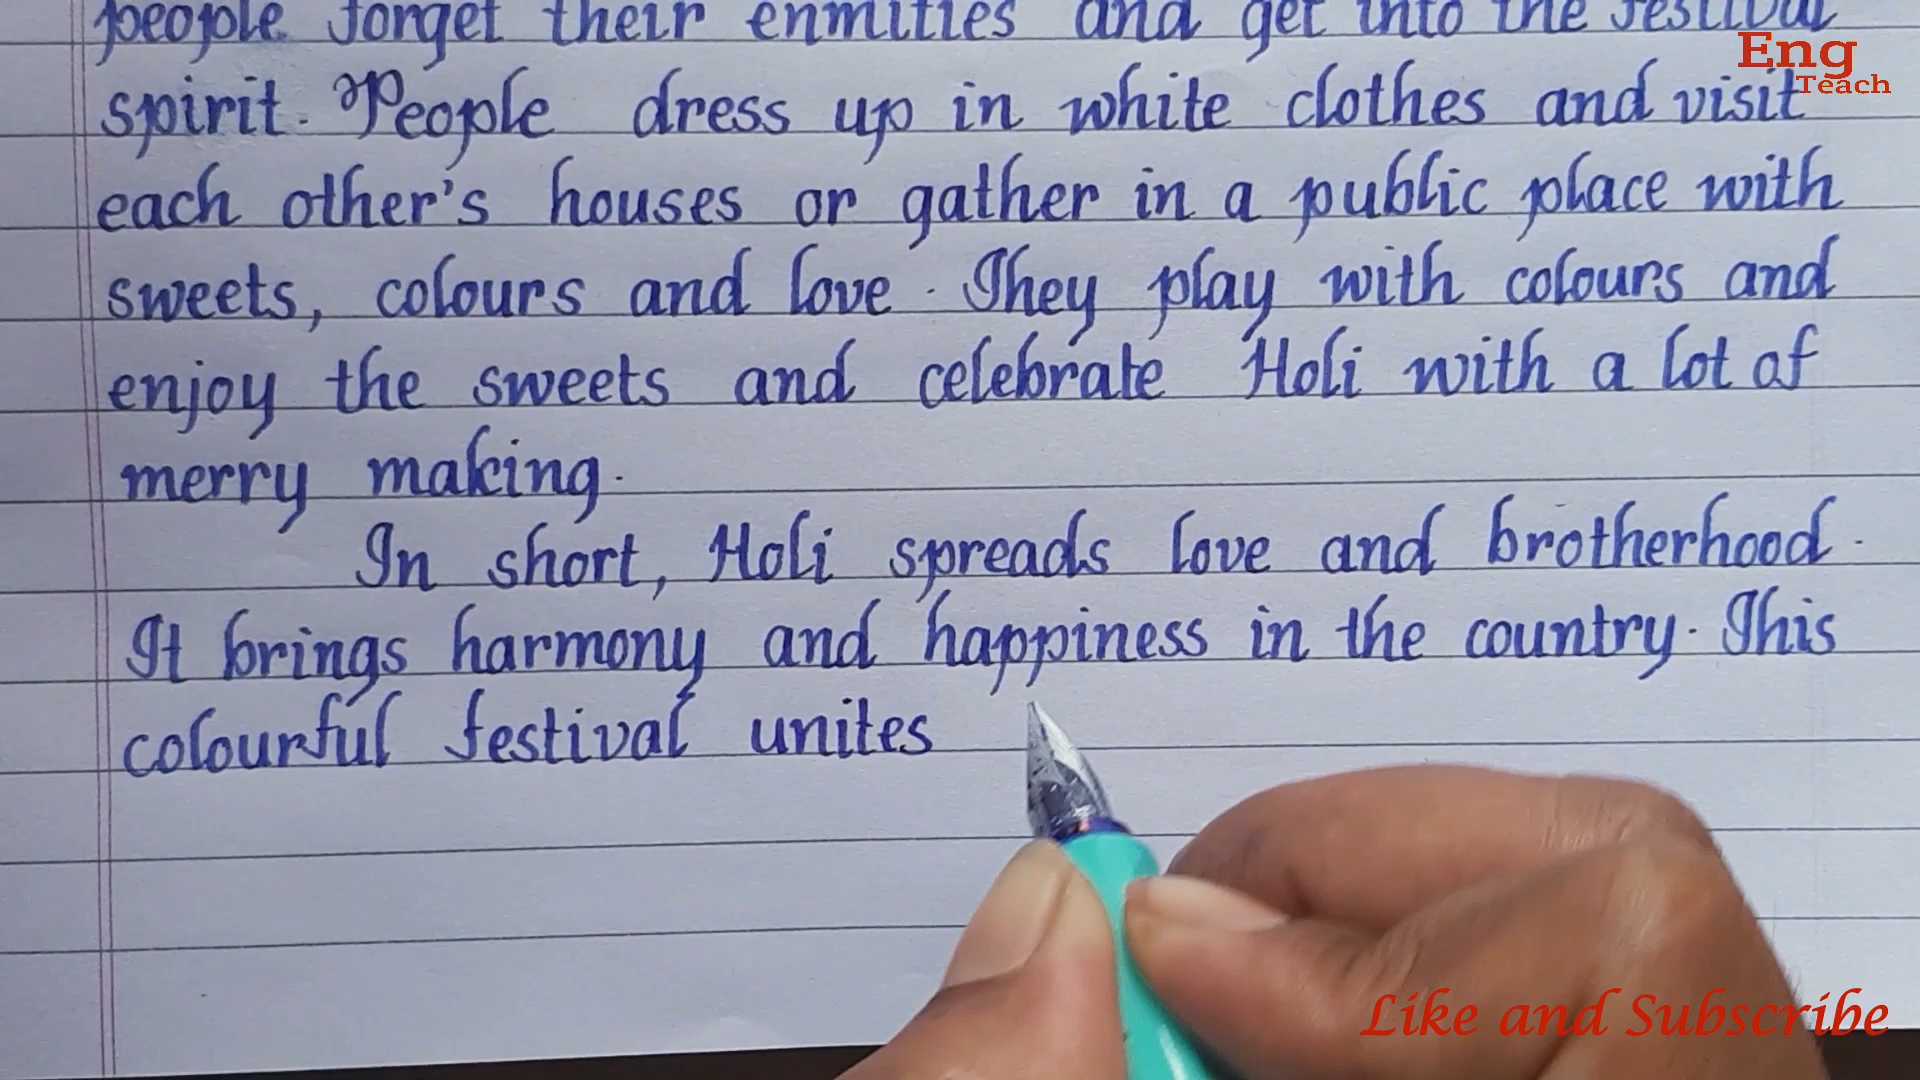 people forget their enmities and get into the festival
Eng
Teach
spirit. People dress up in white clothes and visit
each other's houses or gather in a public place with
sweets, colours and love. They play with colours and
enjoy the sweets and celebrate Holi with a lot of
merry making.
In short, Holi spreads love and brotherhood.
It brings harmony and happiness in the country. This
colourful festival unites
Like and Subscribe